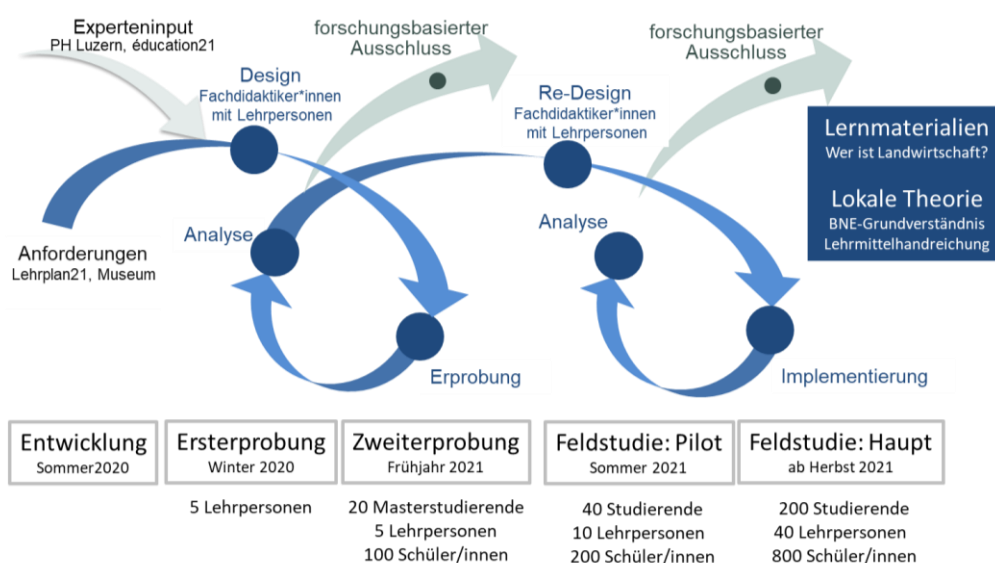 Experteninput
PH Luzern, éducation21
forschungsbasierter
Ausschluss
forschungsbasierter
Ausschluss
Design
Fachdidaktiker*innen
mit Lehrpersonen
Re-Design
Fachdidaktiker*innen
mit Lehrpersonen
Lernmaterialien
Wer ist Landwirtschaft?
Lokale Theorie
BNE-Grundverständnis
Lehrmittelhandreichung
Anforderungen
Lehrplan21, Museum
Analyse
Analyse
Erprobung
Implementierung
Entwicklung
Sommer2020
Ersterprobung
Winter 2020
5 Lehrpersonen
Zweiterprobung
Frühjahr 2021
20 Masterstudierende
5 Lehrpersonen
100 Schüler/innen
Feldstudie: Pilot
Sommer 2021
40 Studierende
10 Lehrpersonen
200 Schüler/innen
Feldstudie: Haupt
ab Herbst 2021
200 Studierende
40 Lehrpersonen
800 Schüler/innen